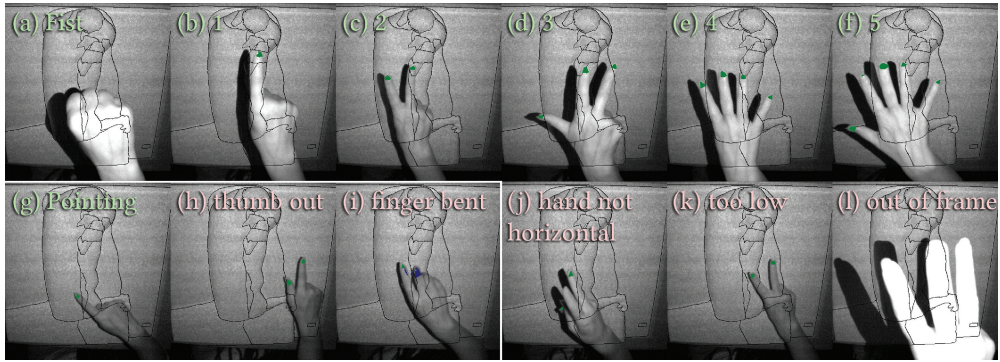 (a) Fist
(b) 1
(c) 2
(d) 3
(e) 4
(f) 5
(g) Pointing
(h) thumb out
(i) finger bent
(j) hand not
horizontal
(k) too low
(l) out of frame